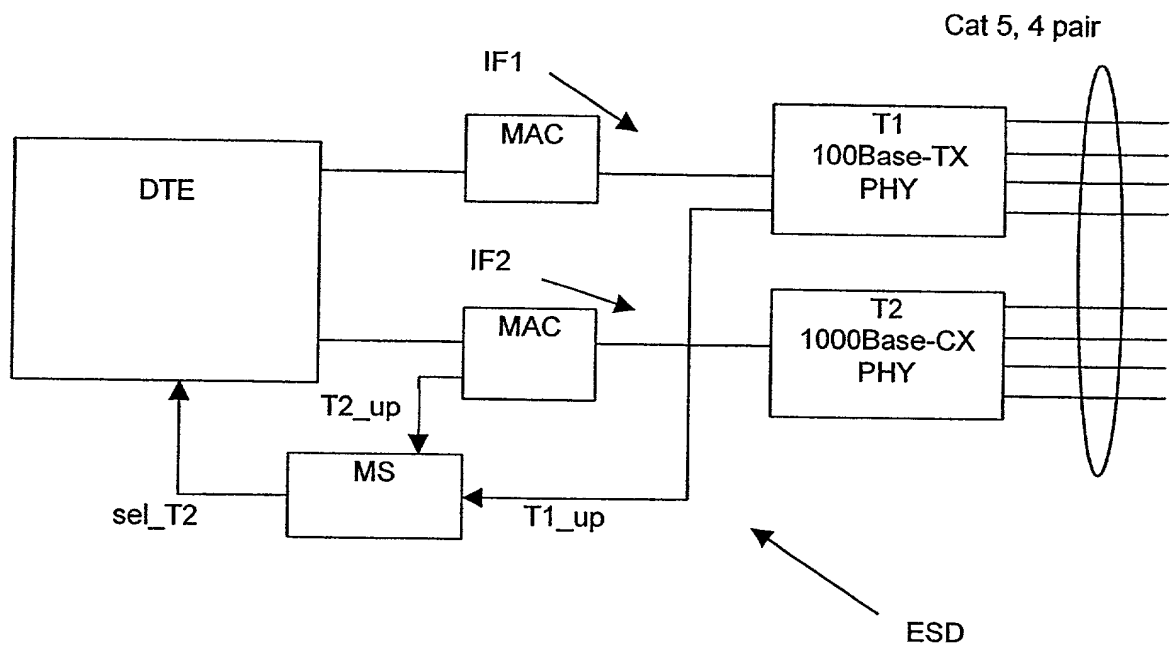 Cat 5, 4 pair
IF1
MAC
T1
100Base-TX
PHY
DTE
IF2
MAC
T2
1000Base-CX
PHY
T2_up
MS
sel_T2
T1_up
ESD